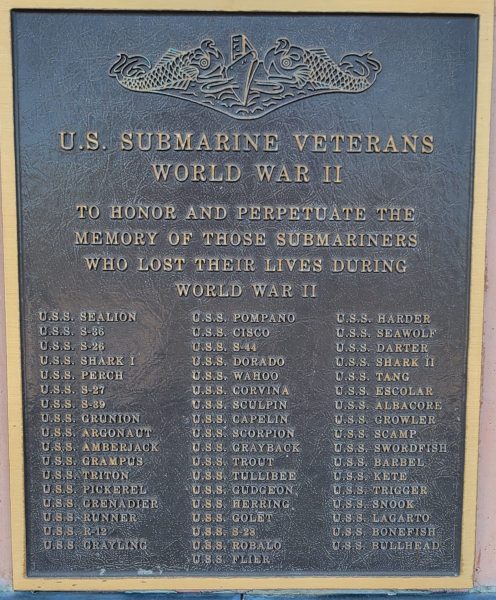 U.S. SUBMARINE VETERANS
WORLD WAR II
TO HONOR AND PERPETUATE THE
MEMORY OF THOSE SUBMARINERS
WHO LOST THEIR LIVES DURING
WORLD WAR II
U.S.S. SEALION
U.S.S. S-36
U.S.S. S-26
U.S.S. SHARK I
U.S.S. PERCH
U.S.S. S-27
U.S.S. S-39
U.S.S. GRUNION
U.S.S. ARGONAUT
U.S.S. AMBERJACK
U.S.S. GRAMPUS
U.S.S. TRITON
U.S.S. PICKEREL
U.S.S. GRENADIER
U.S.S. RUNNER
U.S.S. R-12
U.S.S. GRAYLING
U.S.S. POMPANO
U.S.S. CISCO
U.S.S. S-44
U.S.S. DORADO
U.S.S. WAHOO
U.S.S. CORVINA
U.S.S. SCULPIN
U.S.S. CAPELIN
U.S.S. SCORPION
U.S.S. GRAYBACK
U.S.S. TROUT
U.S.S. TULLIBEE
U.S.S. GUDGEON
U.S.S. HERRING
U.S.S. GOLET
U.S.S. S-28
U.S.S. ROBALO
U.S.S. FLIER
U.S.S. HARDER
U.S.S. SEAWOLF
U.S.S. DARTER
U.S.S. SHARK II
U.S.S. TANG
U.S.S. ESCOLAR
U.S.S. ALBACORE
U.S.S. GROWLER
U.S.S. SCAMP
U.S.S. SWORDFISH
U.S.S. BARBEL
U.S.S. KETE
U.S.S. TRIGGER
U.S.S. SNOOK
U.S.S. LAGARTO
U.S.S. BONEFISH
U.S.S. BULLHEAD